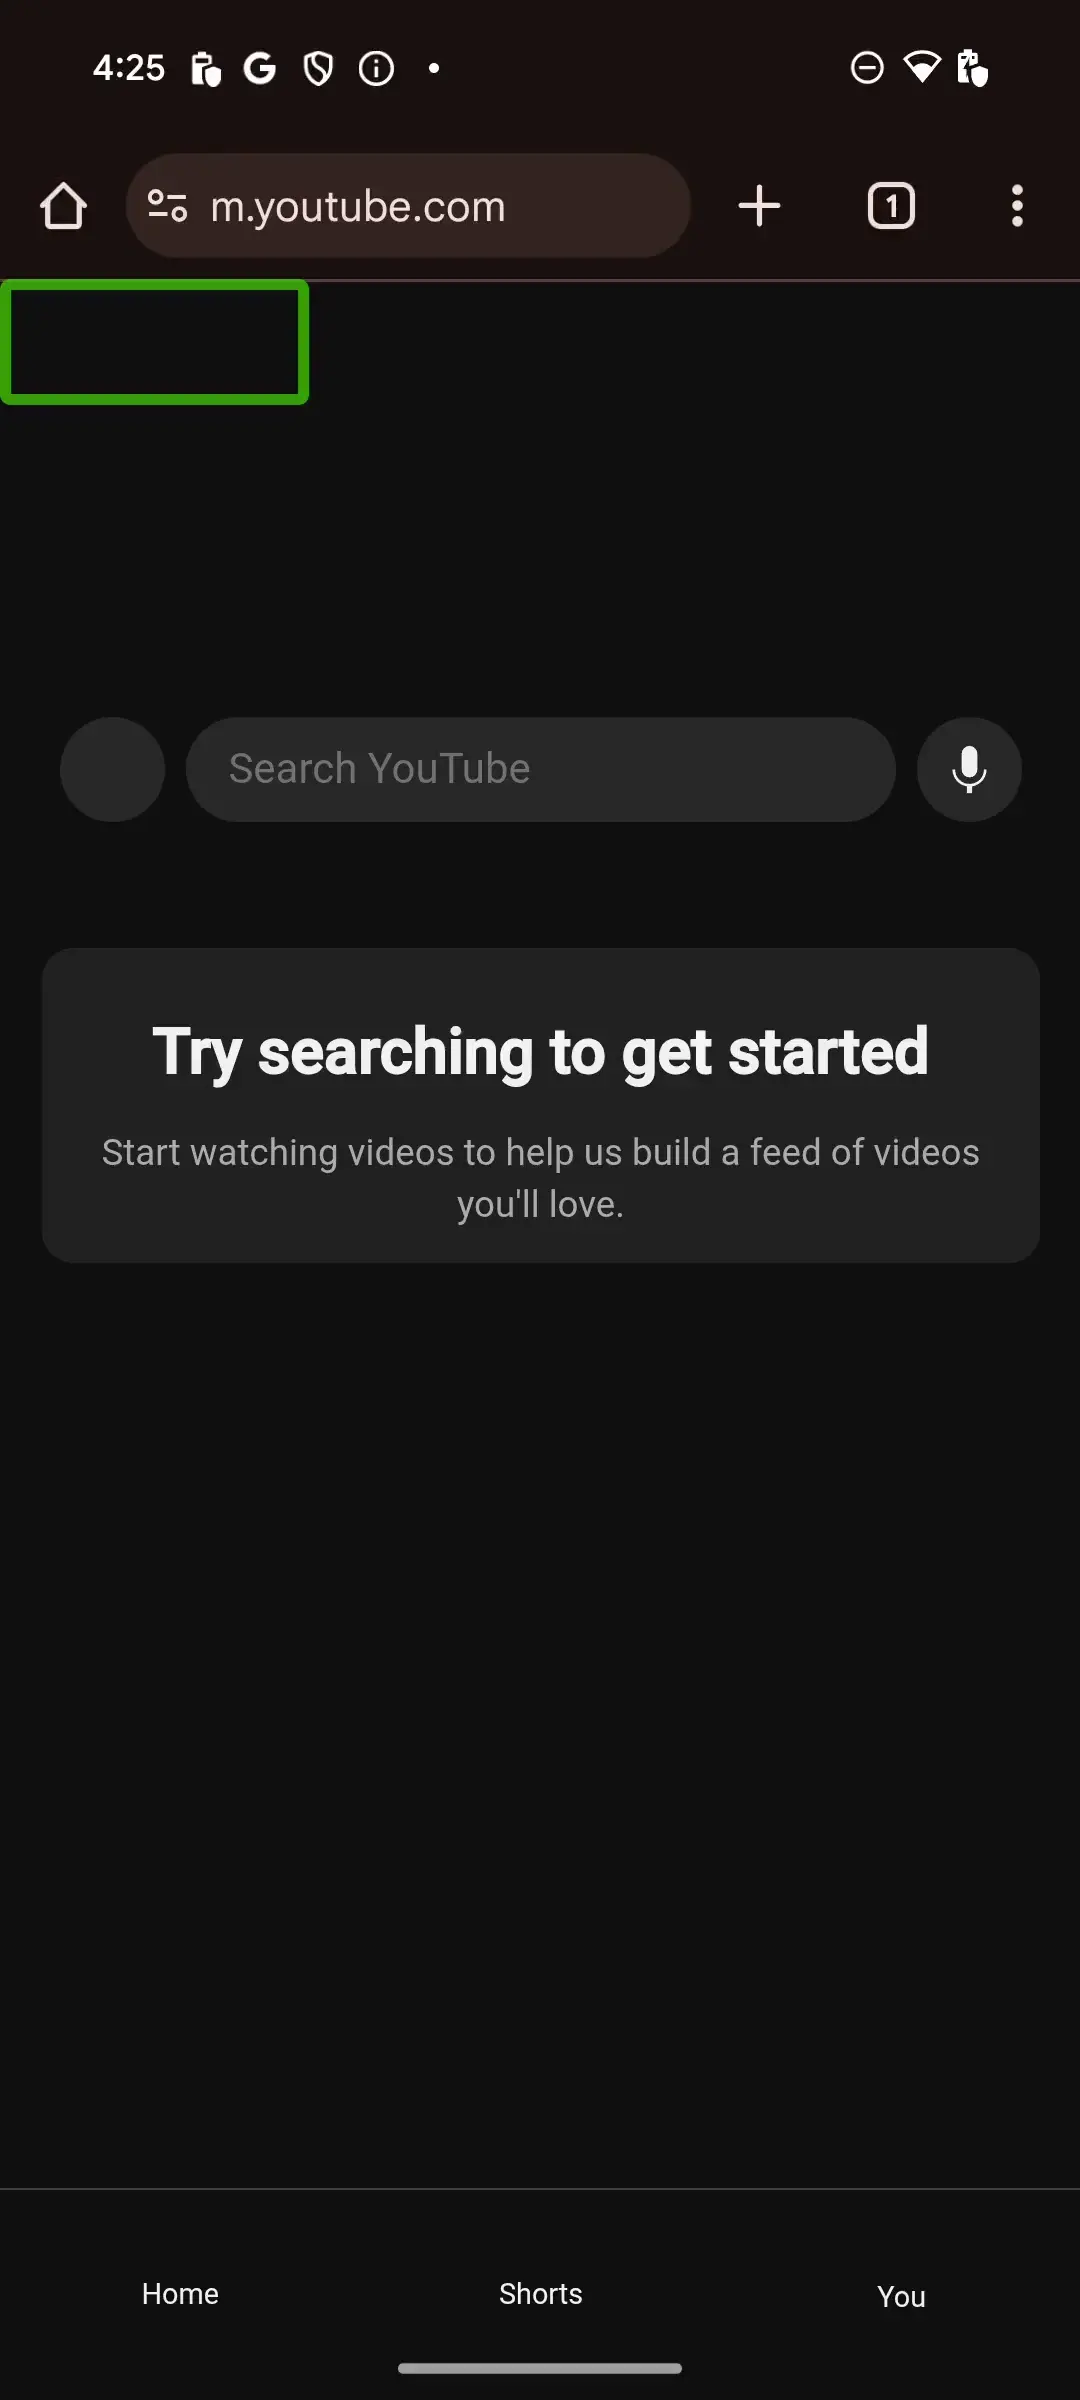 4:25
m.youtube.com
1
Search YouTube
Try searching to get started
Start watching videos to help us build a feed of videos
you'll love.
Home
Shorts
You